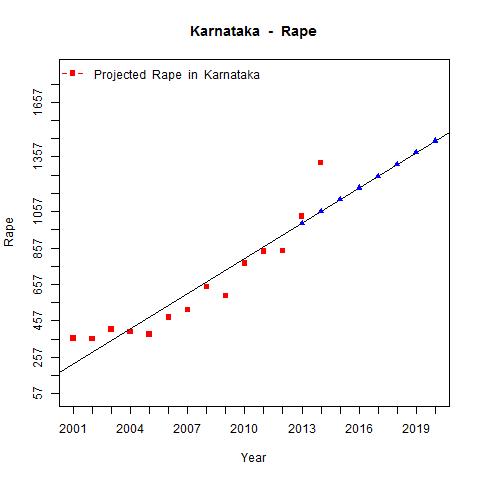 Karnataka - Rape
Projected Rape in Karnataka
Rape
1657
1357
1057
857
657
457
257
57
2001 2004 2007 2010 2013 2016 2019
Year